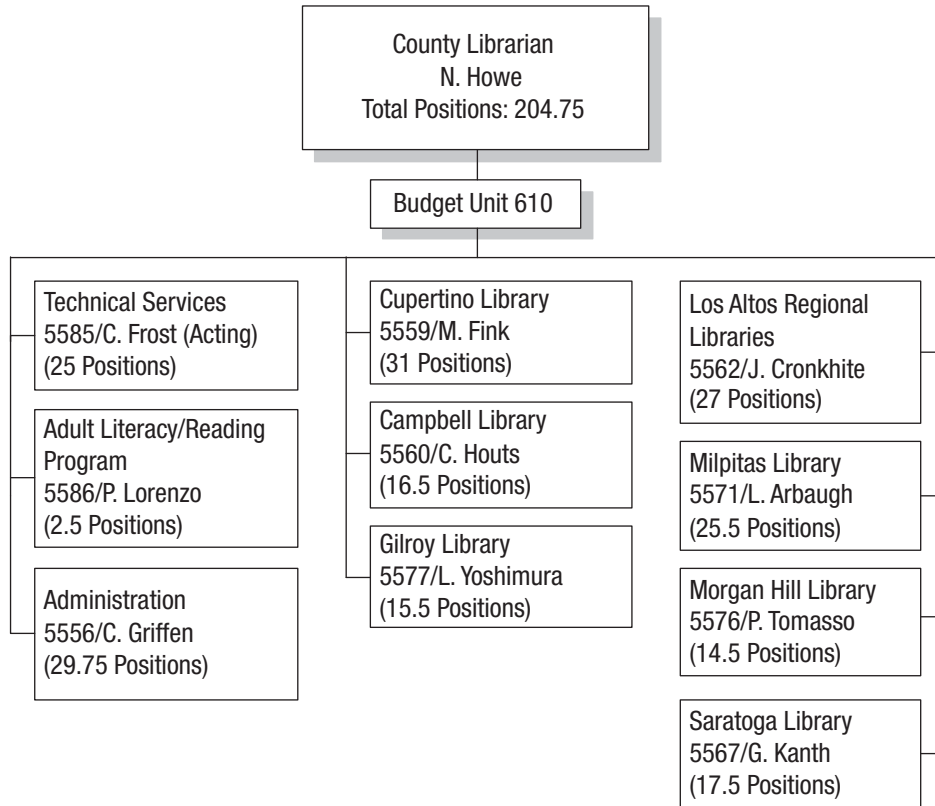 County Librarian
N. Howe
Total Positions: 204.75
Budget Unit 610
Technical Services
5585/C. Frost (Acting)
(25 Positions)
Adult Literacy/Reading
Program
5586/P. Lorenzo
(2.5 Positions)
Administration
5556/C. Griffen
(29.75 Positions)
Cupertino Library
5559/M. Fink
(31 Positions)
Campbell Library
5560/C. Houts
(16.5 Positions)
Gilroy Library
5577/L. Yoshimura
(15.5 Positions)
Los Altos Regional
Libraries
5562/J. Cronkhite
(27 Positions)
Milpitas Library
5571/L. Arbaugh
(25.5 Positions)
Morgan Hill Library
5576/P. Tomasso
(14.5 Positions)
Saratoga Library
5567/G. Kanth
(17.5 Positions)